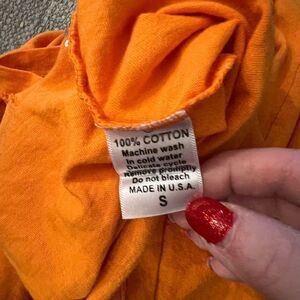 100% COTTON
Machine wash
In cold water
Delicate cycle
Remove promptly
Do not bleach
MADE IN U.S.A.
S